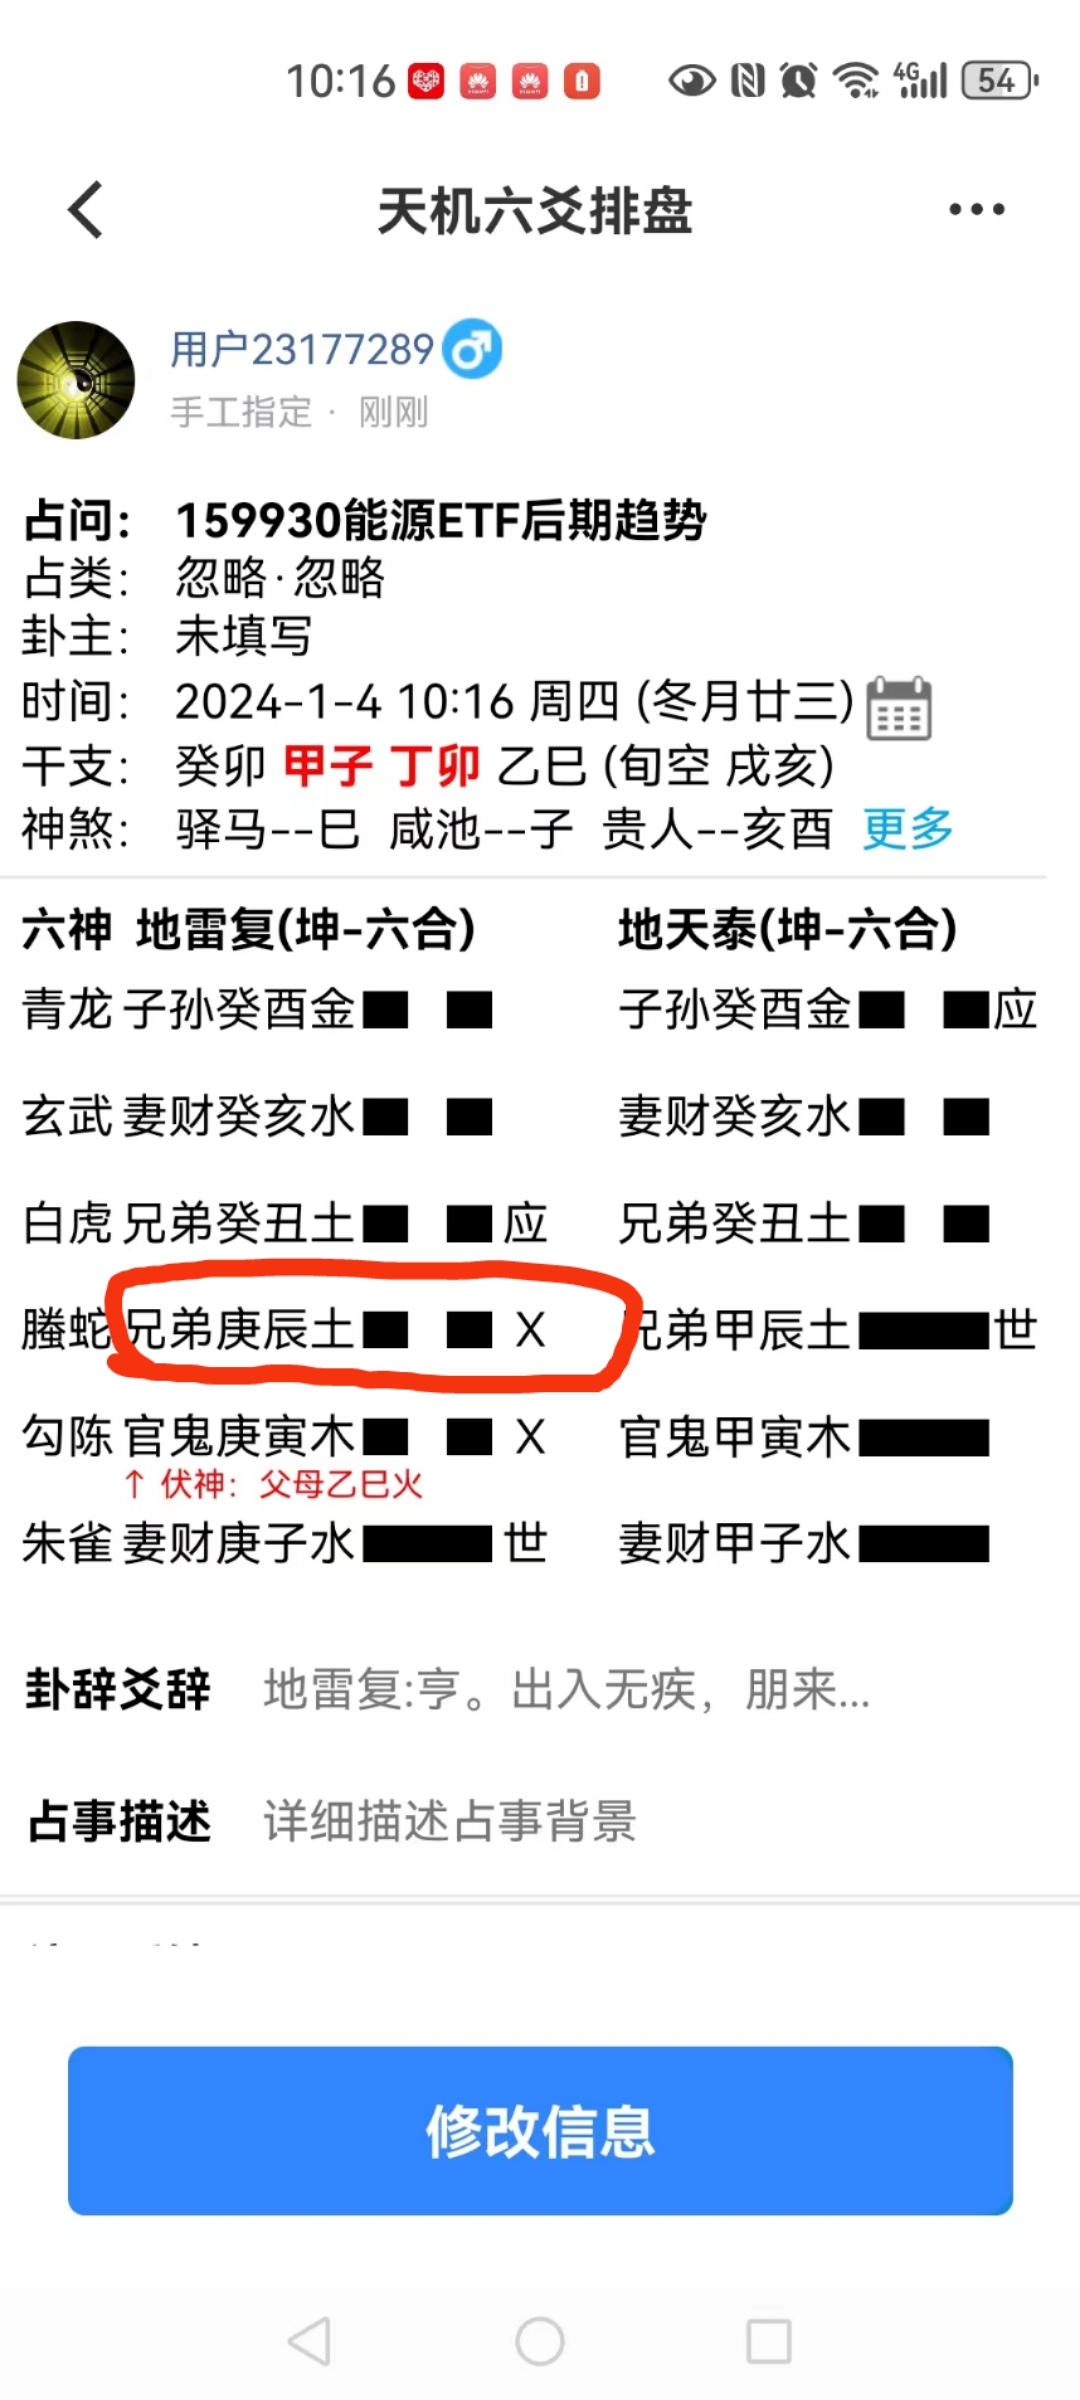 10:16 4G 54
天机六爻排盘
用户23177289
手工指定 · 刚刚
占问： 159930能源ETF后期趋势
占类： 忽略·忽略
卦主： 未填写
时间： 2024-1-4 10:16 周四 (冬月廿三)
干支： 癸卯 甲子 丁卯 乙巳 (旬空 戌亥)
神煞： 驿马--巳 咸池--子 贵人--亥酉 更多
六神 地雷复(坤-六合) 地天泰(坤-六合)
青龙 子孙癸酉金 子孙癸酉金 应
玄武 妻财癸亥水 妻财癸亥水
白虎 兄弟癸丑土 应 兄弟癸丑土
螣蛇 兄弟庚辰土 X 兄弟甲辰土 世
勾陈 官鬼庚寅木 X 官鬼甲寅木
↑ 伏神：父母乙巳火
朱雀 妻财庚子水 世 妻财甲子水
卦辞爻辞 地雷复:亨。出入无疾，朋来...
占事描述 详细描述占事背景
修改信息